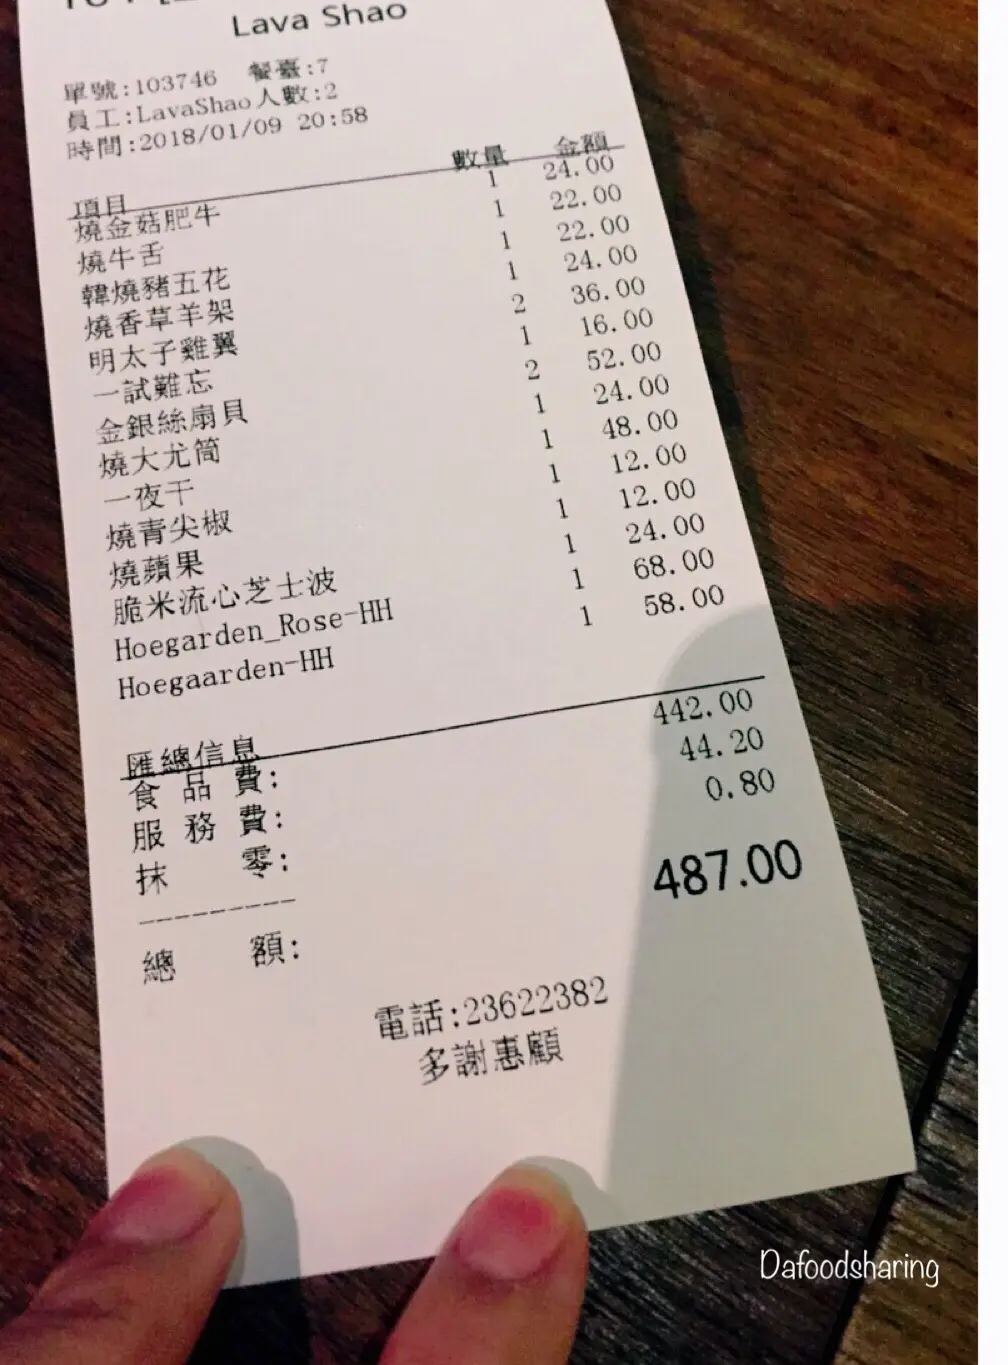 Lava Shao
單號:103746 餐臺:7
員工:LavaShao 人數:2
時間:2018/01/09 20:58
項目 數量 金額
燒金菇肥牛 1 24.00
燒牛舌 1 22.00
韓燒豬五花 1 22.00
燒香草羊架 1 24.00
明太子雞翼 2 36.00
一試難忘 1 16.00
金銀絲扇貝 2 52.00
燒大尤筒 1 24.00
一夜干 1 48.00
燒青尖椒 1 12.00
燒蘋果 1 12.00
脆米流心芝士波 1 24.00
Hoegarden_Rose-HH 1 68.00
Hoegaarden-HH 1 58.00
匯總信息
食品費: 442.00
服務費: 44.20
抹零: 0.80
----------
總額: 487.00
電話:23622382
多謝惠顧
Dafoodsharing